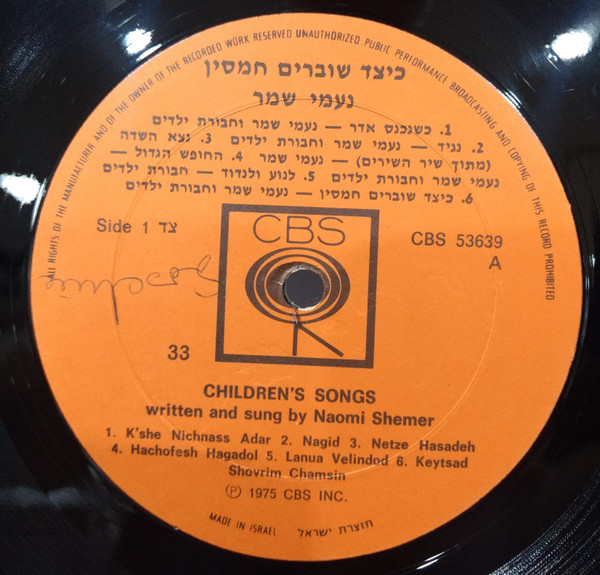 ALL RIGHTS OF THE MANUFACTURER AND OF THE OWNER OF THE RECORDED WORK RESERVED UNAUTHORIZED PUBLIC PERFORMANCE BROADCASTING AND COPYING OF THIS RECORD PROHIBITED
כיצד שוברים חמסין
נעמי שמר
1. כשנכנס אדר — נעמי שמר וחבורת ילדים
2. נגיד — נעמי שמר וחבורת ילדים 3. נצא השדה
(מתוך שיר השירים) — נעמי שמר 4. החופש הגדול —
נעמי שמר וחבורת ילדים 5. לנוע ולנדוד — חבורת ילדים
6. כיצד שוברים חמסין — נעמי שמר וחבורת ילדים
Side 1 צד
CBS
CBS 53639
A
33
CHILDREN'S SONGS
written and sung by Naomi Shemer
1. K'she Nichnass Adar 2. Nagid 3. Netze Hasadeh
4. Hachofesh Hagadol 5. Lanua Velindod 6. Keytsad
Shovrim Chamsin
Ⓟ 1975 CBS INC.
MADE IN ISRAEL תוצרת ישראל